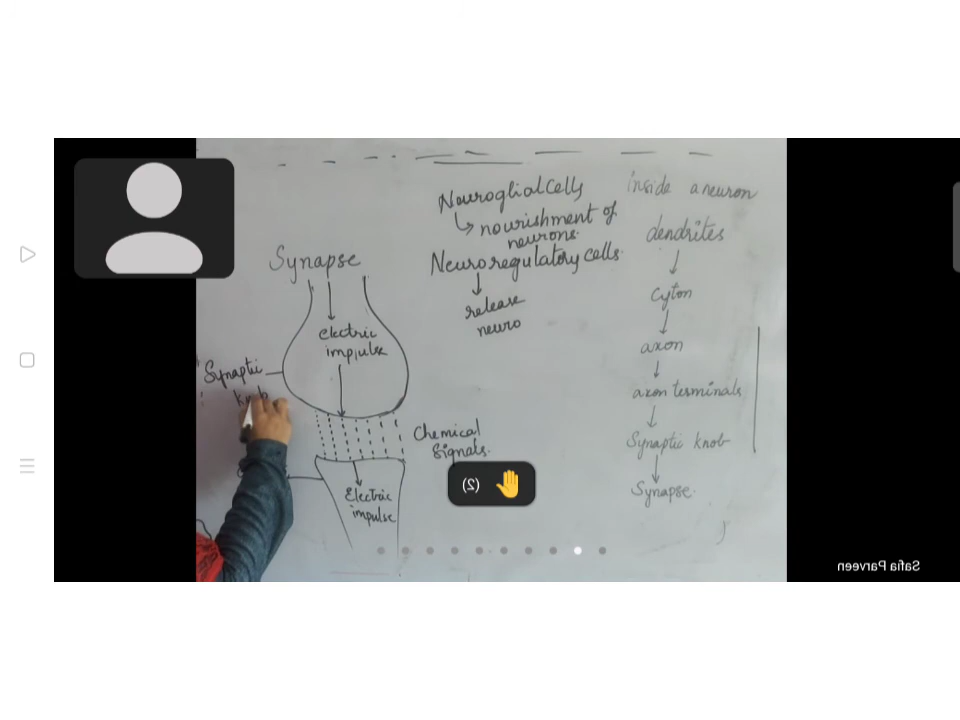 Neuroglial Cells
↳ nourishment of
neurons.
Neuroregulatory cells.
↓
release
neuro
inside a neuron
dendrites
↓
Cyton
↓
axon
↓
axon terminals
↓
Synaptic knob
↓
Synapse.
Synapse
electric
impulse
Synaptic
knob
Chemical
Signals.
Electric
impulse
(2)
Safia Parveen